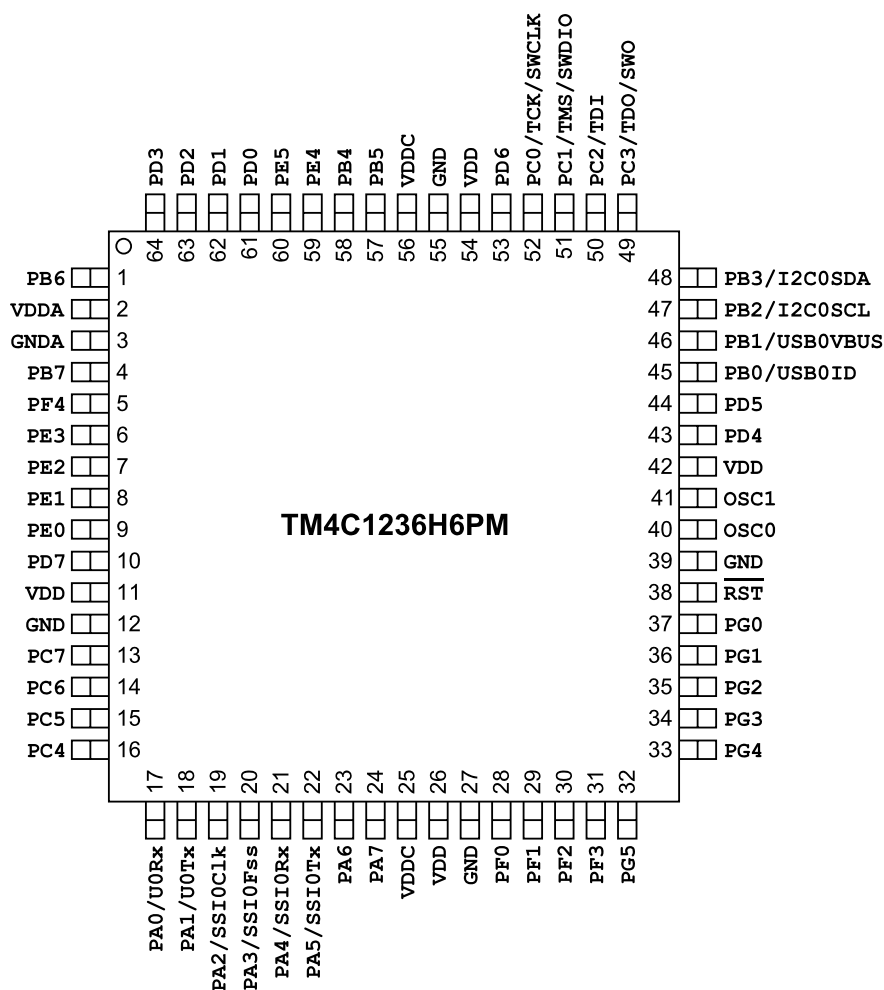 PC0/TCK/SWCLK
PC1/TMS/SWDIO
PC2/TDI
PC3/TDO/SWO
PD3
PD2
PD1
PD0
PE5
PE4
PB4
PB5
VDDC
GND
VDD
PD6
64
63
62
61
60
59
58
57
56
55
54
53
52
51
50
49
PB6 1
VDDA 2
GNDA 3
PB7 4
PF4 5
PE3 6
PE2 7
PE1 8
PE0 9
PD7 10
VDD 11
GND 12
PC7 13
PC6 14
PC5 15
PC4 16
TM4C1236H6PM
48 PB3/I2C0SDA
47 PB2/I2C0SCL
46 PB1/USB0VBUS
45 PB0/USB0ID
44 PD5
43 PD4
42 VDD
41 OSC1
40 OSC0
39 GND
38 RST
37 PG0
36 PG1
35 PG2
34 PG3
33 PG4
17
18
19
20
21
22
23
24
25
26
27
28
29
30
31
32
PA0/U0Rx
PA1/U0Tx
PA2/SSI0Clk
PA3/SSI0Fss
PA4/SSI0Rx
PA5/SSI0Tx
PA6
PA7
VDDC
VDD
GND
PF0
PF1
PF2
PF3
PG5